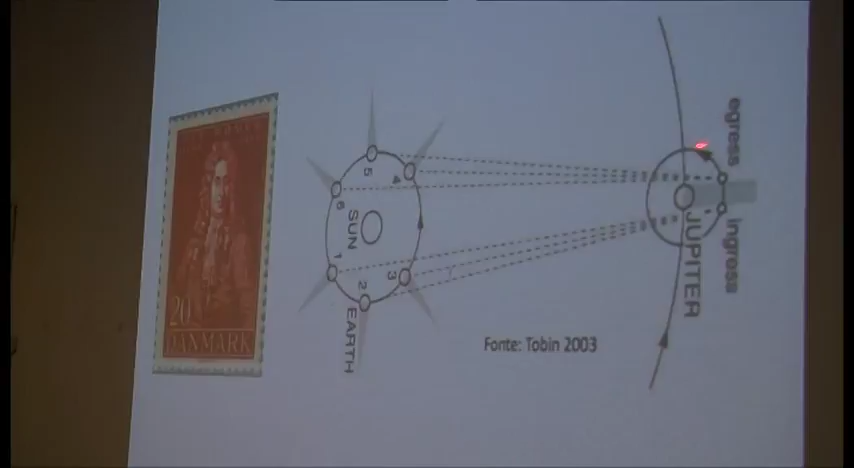 20
DANMARK
5
4
6
SUN
1
2
3
EARTH
egress
ingress
JUPITER
Fonte: Tobin 2003